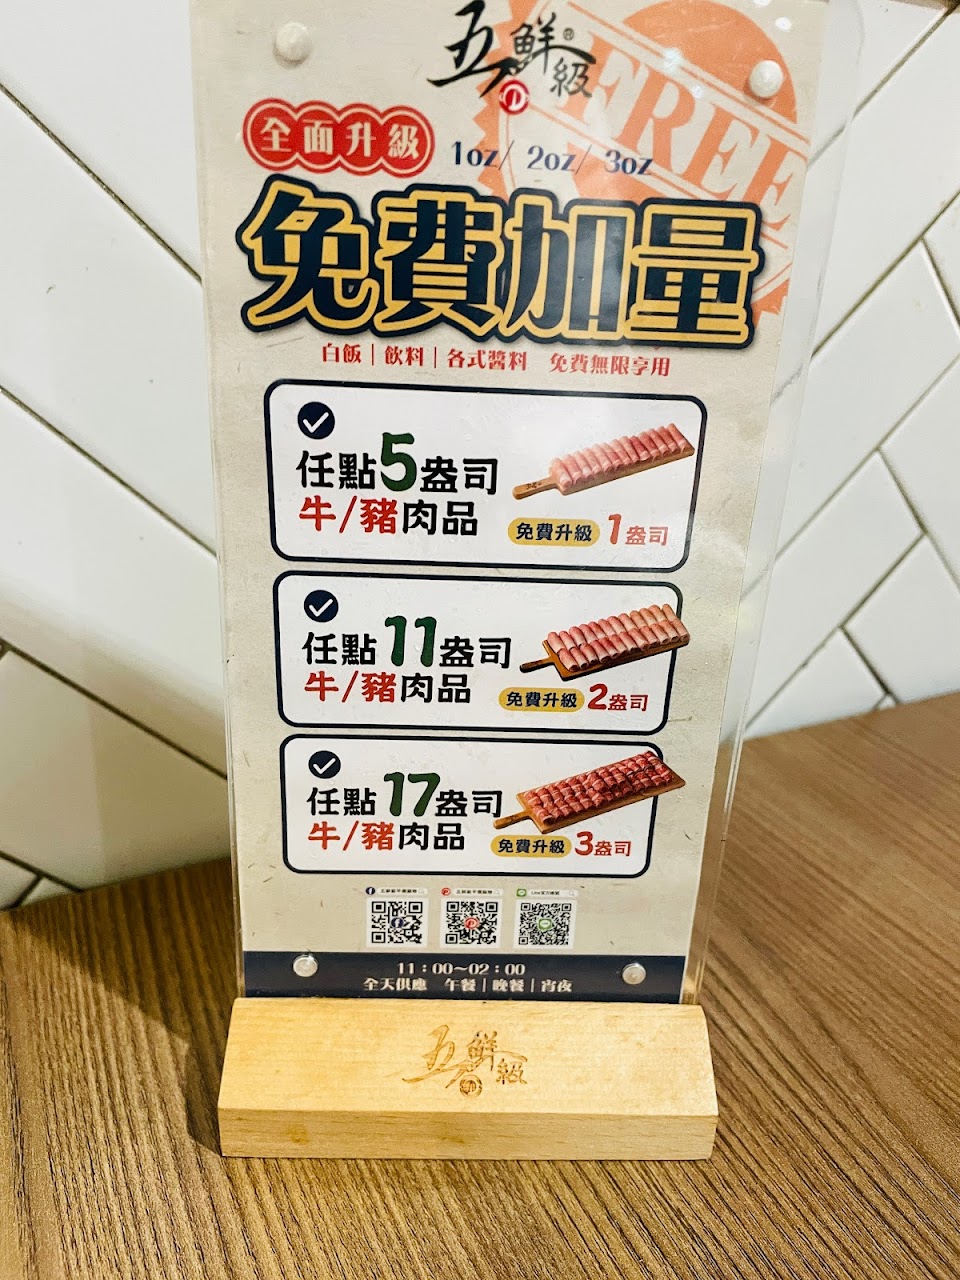 五鮮級®
FREE
全面升級
1oz/ 2oz/ 3oz
免費加量
白飯｜飲料｜各式醬料 免費無限享用
任點5盎司
牛/豬肉品
免費升級 1盎司
任點11盎司
牛/豬肉品
免費升級 2盎司
任點17盎司
牛/豬肉品
免費升級 3盎司
11：00~02：00
全天供應 午餐｜晚餐｜宵夜
五鮮級